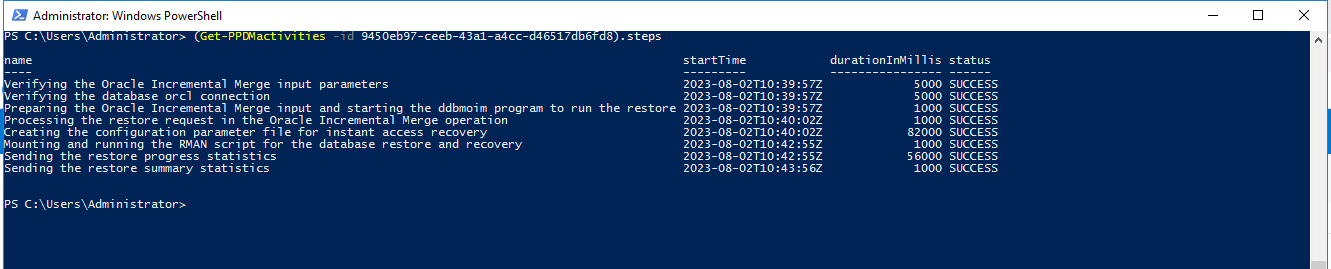 Administrator: Windows PowerShell
PS C:\Users\Administrator> (Get-PPDMactivities -id 9450eb97-ceeb-43a1-a4cc-d46517db6fd8).steps
name startTime durationInMillis status
---- --------- ---------------- ------
Verifying the Oracle Incremental Merge input parameters 2023-08-02T10:39:57Z 5000 SUCCESS
Verifying the database orcl connection 2023-08-02T10:39:57Z 5000 SUCCESS
Preparing the Oracle Incremental Merge input and starting the ddbmoim program to run the restore 2023-08-02T10:39:57Z 1000 SUCCESS
Processing the restore request in the Oracle Incremental Merge operation 2023-08-02T10:40:02Z 1000 SUCCESS
Creating the configuration parameter file for instant access recovery 2023-08-02T10:40:02Z 82000 SUCCESS
Mounting and running the RMAN script for the database restore and recovery 2023-08-02T10:42:55Z 1000 SUCCESS
Sending the restore progress statistics 2023-08-02T10:42:55Z 56000 SUCCESS
Sending the restore summary statistics 2023-08-02T10:43:56Z 1000 SUCCESS
PS C:\Users\Administrator>